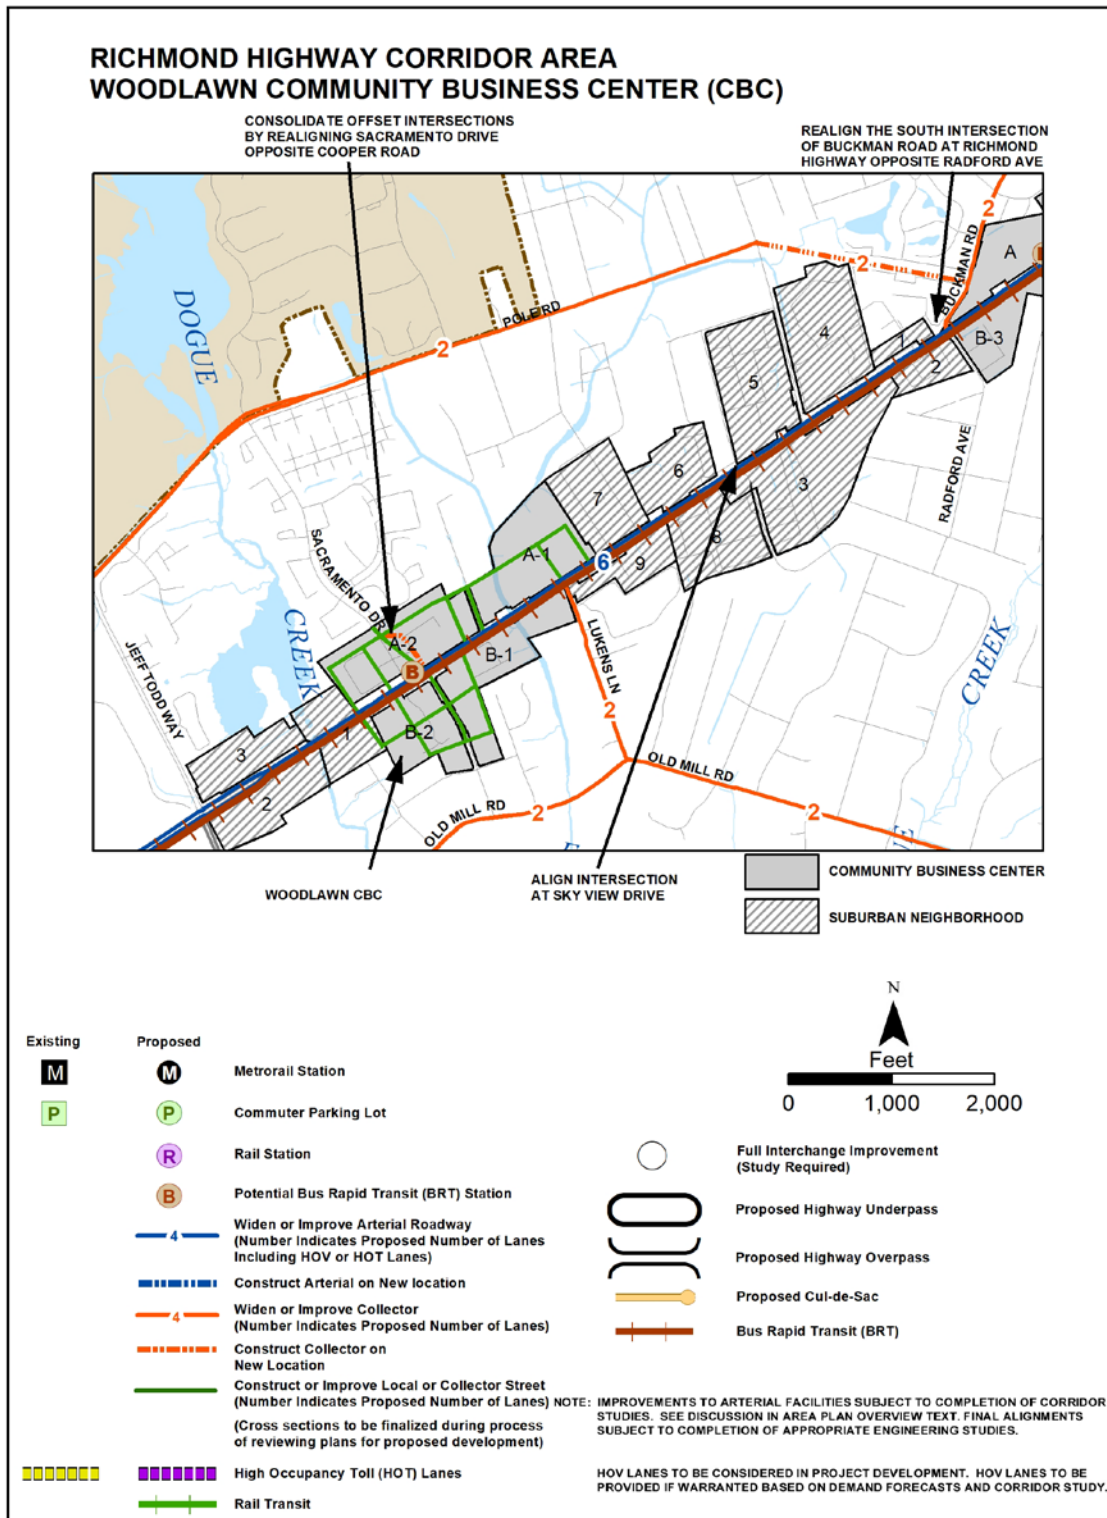 RICHMOND HIGHWAY CORRIDOR AREA
WOODLAWN COMMUNITY BUSINESS CENTER (CBC)
CONSOLIDATE OFFSET INTERSECTIONS
BY REALIGNING SACRAMENTO DRIVE
OPPOSITE COOPER ROAD
REALIGN THE SOUTH INTERSECTION
OF BUCKMAN ROAD AT RICHMOND
HIGHWAY OPPOSITE RADFORD AVE
2
A
BUCKMAN RD
2
DOGUE
POLE RD
2
4
1
B-3
2
5
3
6
RADFORD AVE
7
8
A-1
6
9
SACRAMENTO DR
CREEK
A-2
B
B-1
LUKENS LN
CREEK
JEFF TODD WAY
2
B-2
1
3
2
OLD MILL RD
OLD MILL RD
2
2
WOODLAWN CBC
ALIGN INTERSECTION
AT SKY VIEW DRIVE
COMMUNITY BUSINESS CENTER
SUBURBAN NEIGHBORHOOD
N
Feet
0 1,000 2,000
Existing Proposed
M M Metrorail Station
P P Commuter Parking Lot
R Rail Station
B Potential Bus Rapid Transit (BRT) Station
4 Widen or Improve Arterial Roadway
(Number Indicates Proposed Number of Lanes
Including HOV or HOT Lanes)
Construct Arterial on New location
4 Widen or Improve Collector
(Number Indicates Proposed Number of Lanes)
Construct Collector on
New Location
Construct or Improve Local or Collector Street
(Number Indicates Proposed Number of Lanes)
(Cross sections to be finalized during process
of reviewing plans for proposed development)
High Occupancy Toll (HOT) Lanes
Rail Transit
Full Interchange Improvement
(Study Required)
Proposed Highway Underpass
Proposed Highway Overpass
Proposed Cul-de-Sac
Bus Rapid Transit (BRT)
NOTE: IMPROVEMENTS TO ARTERIAL FACILITIES SUBJECT TO COMPLETION OF CORRIDOR
STUDIES. SEE DISCUSSION IN AREA PLAN OVERVIEW TEXT. FINAL ALIGNMENTS
SUBJECT TO COMPLETION OF APPROPRIATE ENGINEERING STUDIES.
HOV LANES TO BE CONSIDERED IN PROJECT DEVELOPMENT. HOV LANES TO BE
PROVIDED IF WARRANTED BASED ON DEMAND FORECASTS AND CORRIDOR STUDY.